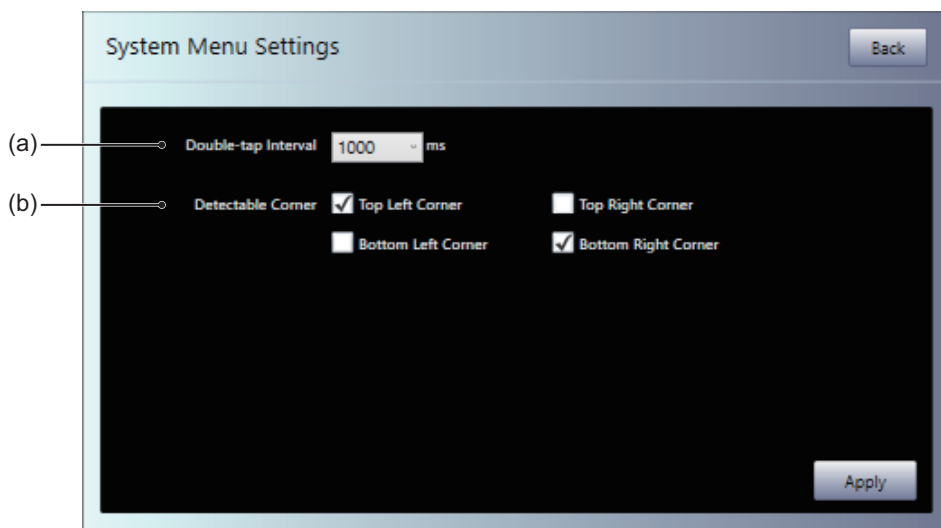 System Menu Settings Back
(a) Double-tap Interval 1000 ms
(b) Detectable Corner Top Left Corner Top Right Corner
Bottom Left Corner Bottom Right Corner
Apply